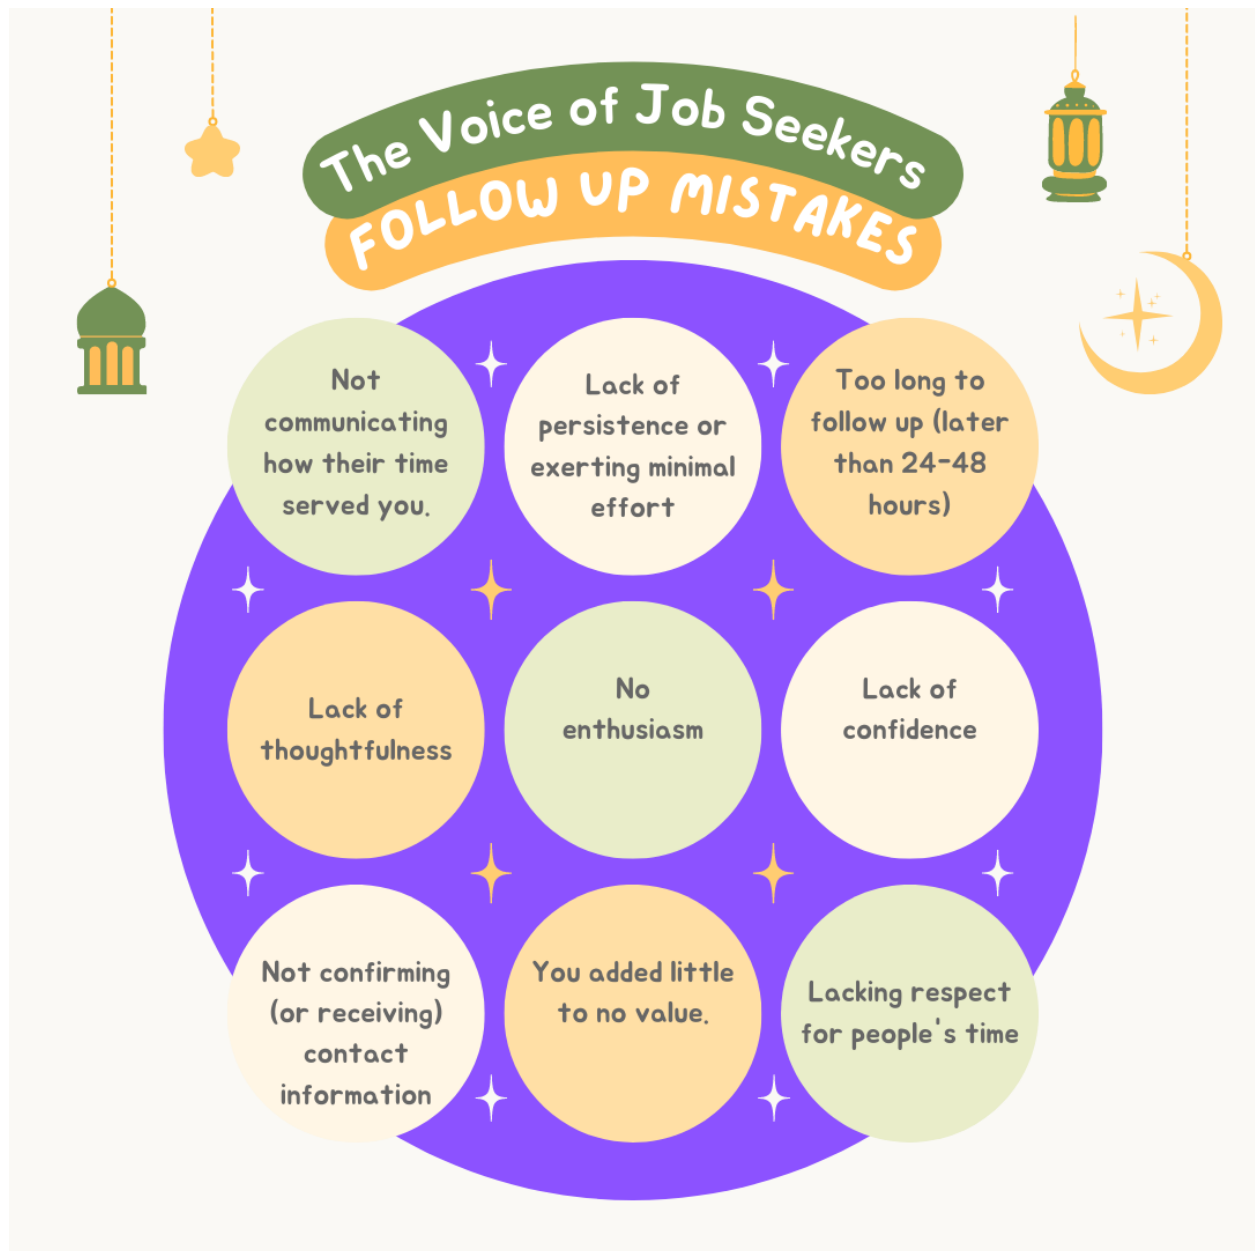 The Voice of Job Seekers
FOLLOW UP MISTAKES
Not
communicating
how their time
served you.
Lack of
persistence or
exerting minimal
effort
Too long to
follow up (later
than 24-48
hours)
Lack of
thoughtfulness
No
enthusiasm
Lack of
confidence
Not confirming
(or receiving)
contact
information
You added little
to no value.
Lacking respect
for people's time